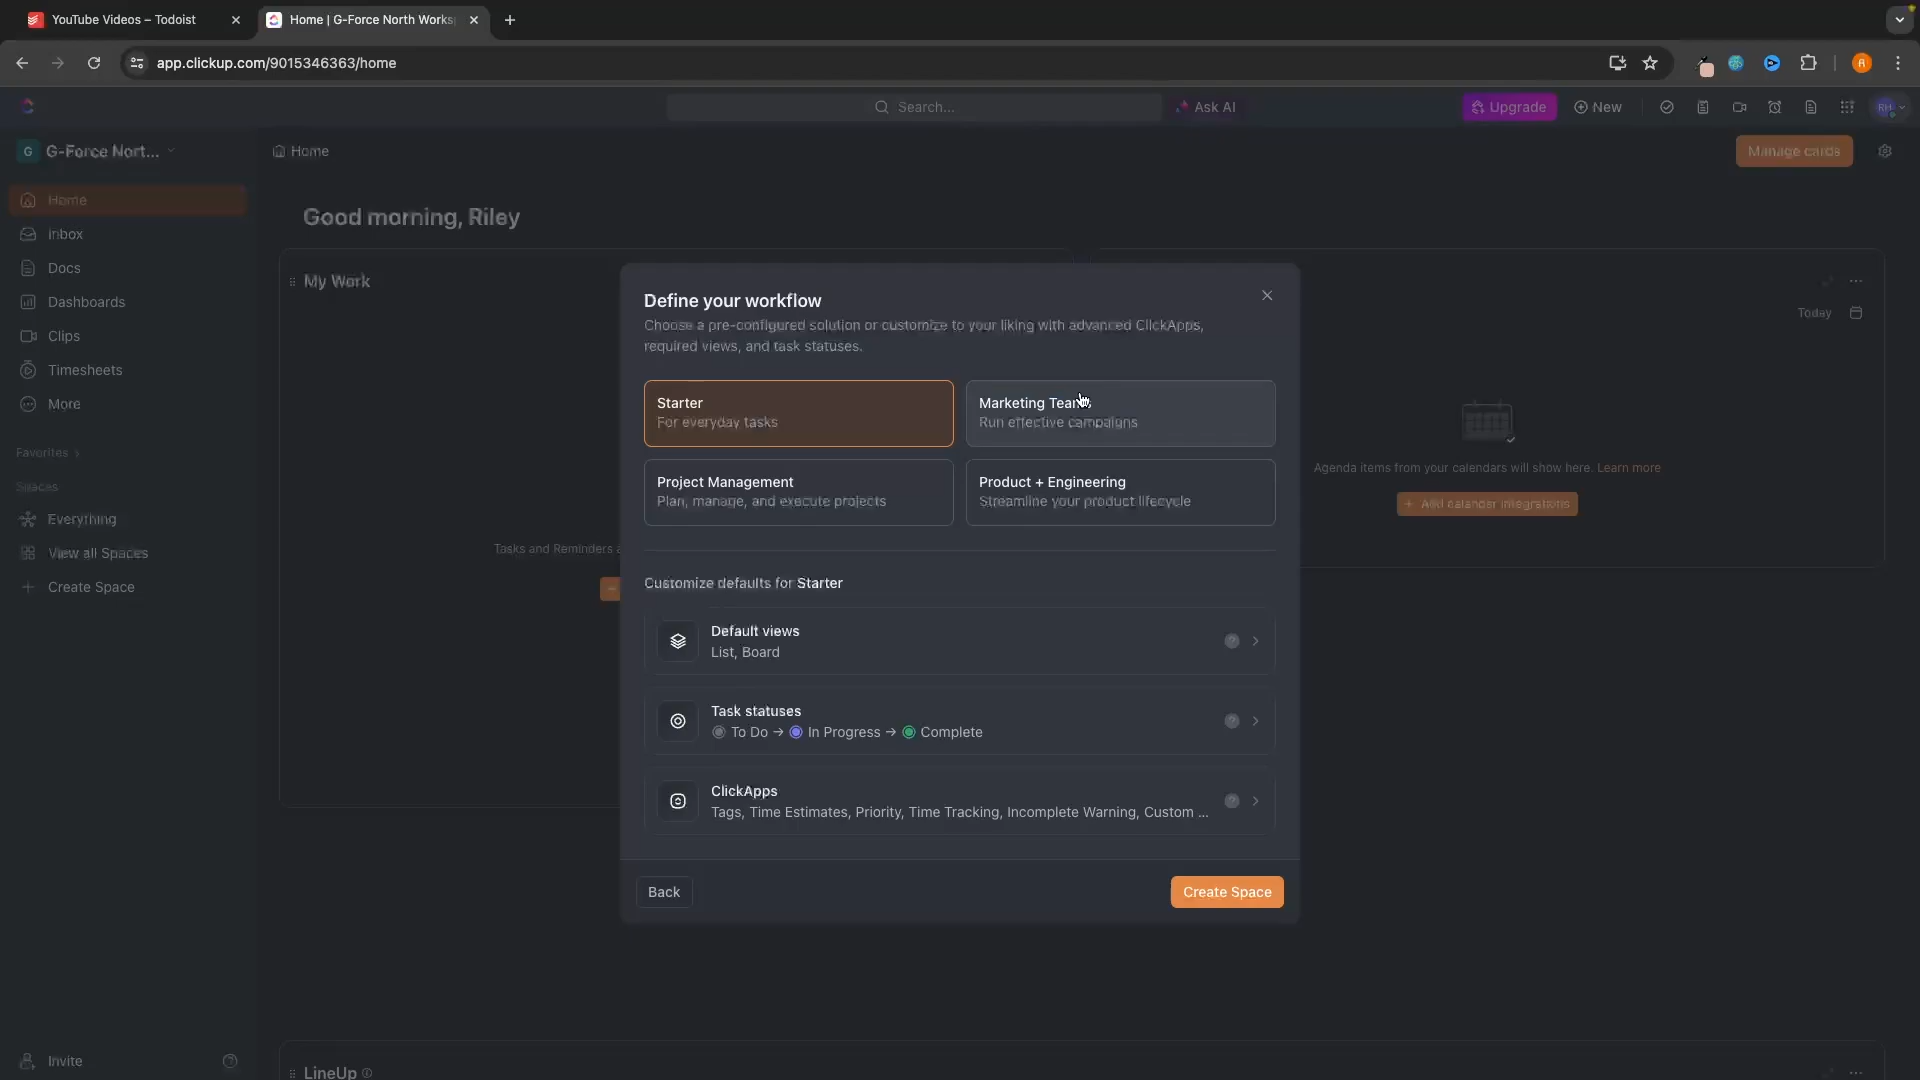 YouTube Videos – Todoist
Home | G-Force North Works
app.clickup.com/9015346363/home
Search...
Ask AI
Upgrade
New
RH
G
G-Force Nort...
Home
Manage cards
Home
Inbox
Docs
Dashboards
Clips
Timesheets
More
Favorites
Spaces
Everything
View all Spaces
Create Space
Invite
Good morning, Riley
My Work
Tasks and Reminders a
Today
Agenda items from your calendars will show here. Learn more
+ Add calendar integrations
LineUp
Define your workflow
Choose a pre-configured solution or customize to your liking with advanced ClickApps,
required views, and task statuses.
Starter
For everyday tasks
Marketing Teams
Run effective campaigns
Project Management
Plan, manage, and execute projects
Product + Engineering
Streamline your product lifecycle
Customize defaults for Starter
Default views
List, Board
Task statuses
To Do → In Progress → Complete
ClickApps
Tags, Time Estimates, Priority, Time Tracking, Incomplete Warning, Custom ...
Back
Create Space